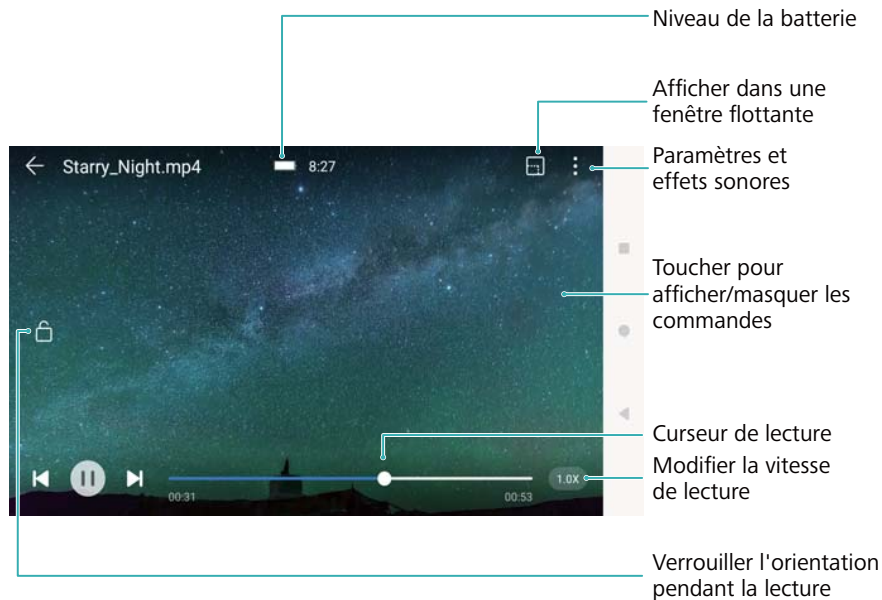 Niveau de la batterie
Afficher dans une
fenêtre flottante
Starry_Night.mp4
8:27
Paramètres et
effets sonores
Toucher pour
afficher/masquer les
commandes
Curseur de lecture
Modifier la vitesse
de lecture
1.0X
00:31
00:53
Verrouiller l'orientation
pendant la lecture